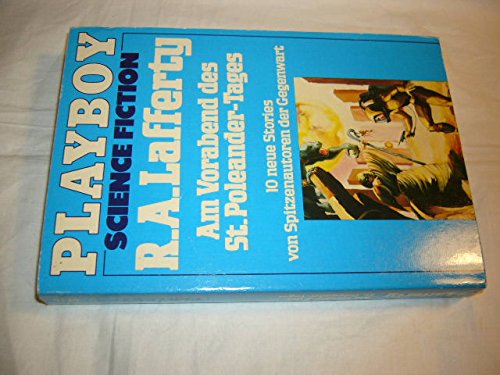 PLAYBOY
SCIENCE FICTION
R.A.Lafferty
Am Vorabend des
St. Poleander-Tages
10 neue Stories
von Spitzenautoren der Gegenwart